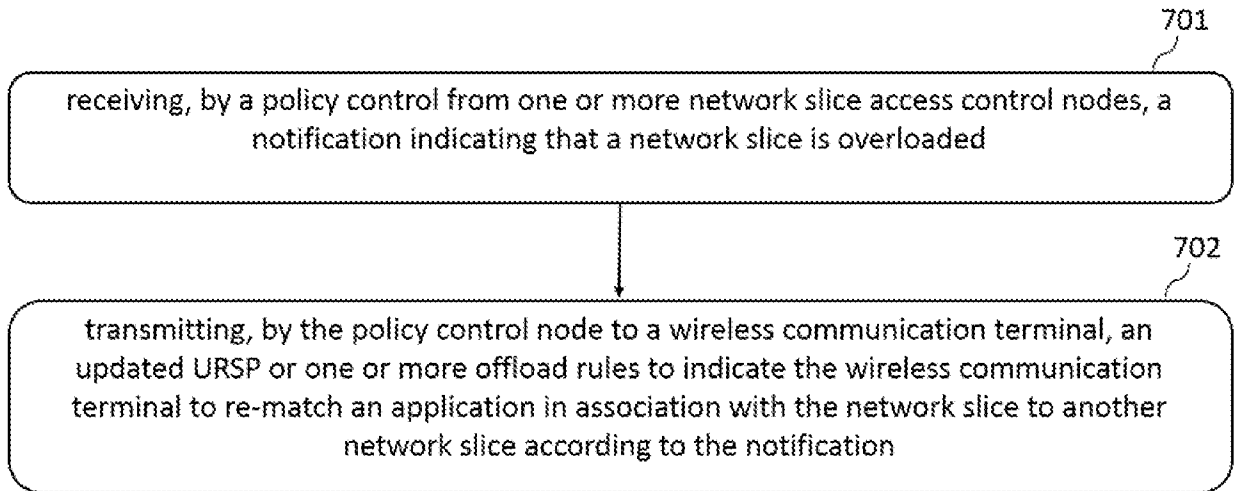 701
receiving, by a policy control from one or more network slice access control nodes, a
notification indicating that a network slice is overloaded
702
transmitting, by the policy control node to a wireless communication terminal, an
updated URSP or one or more offload rules to indicate the wireless communication
terminal to re-match an application in association with the network slice to another
network slice according to the notification